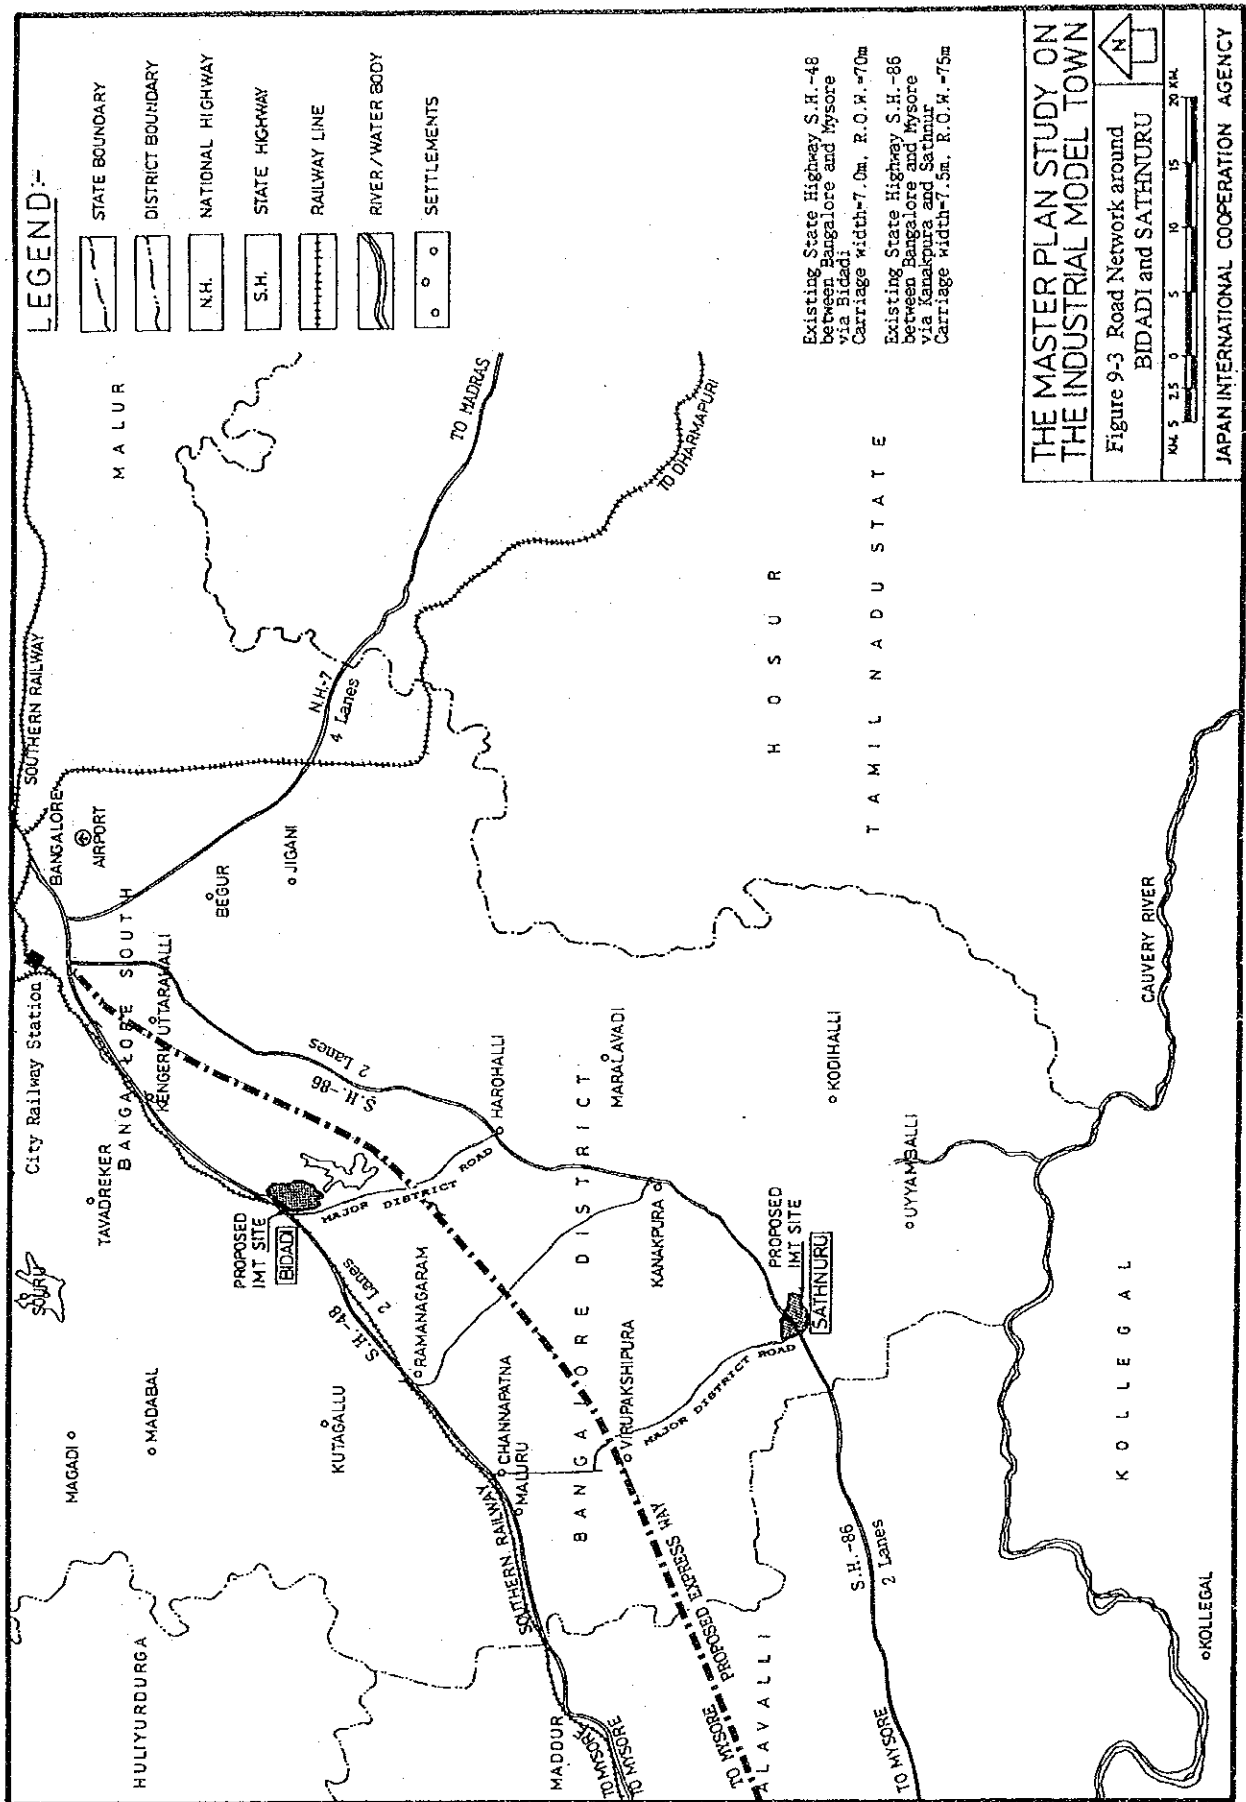 LEGEND:-
STATE BOUNDARY
DISTRICT BOUNDARY
N.H.
NATIONAL HIGHWAY
S.H.
STATE HIGHWAY
RAILWAY LINE
RIVER/WATER BODY
SETTLEMENTS
Existing State Highway S.H.-48
between Bangalore and Mysore
via Bidadi
Carriage width=7.0m, R.O.W.=70m
Existing State Highway S.H.-86
between Bangalore and Mysore
via Kanakpura and Sathnur
Carriage width=7.5m, R.O.W.=75m
THE MASTER PLAN STUDY ON
THE INDUSTRIAL MODEL TOWN
Figure 9-3 Road Network around
BIDADI and SATHNURU
N
KM. 5 2.5 0 5 10 15 20 KM.
JAPAN INTERNATIONAL COOPERATION AGENCY
MALUR
TO MADRAS
TO DHARMAPURI
SOUTHERN RAILWAY
N.H.-7
4 Lanes
HOSUR
TAMIL NADU STATE
BANGALORE
AIRPORT
BEGUR
JIGANI
City Railway Station
BANGALORE SOUTH
UTTARAHALLI
KENGERI
TAVADREKER
SOURU
MAGADI
MADABAL
KUTAGALLU
HULIYURDURGA
PROPOSED
IMT SITE
BIDADI
MAJOR DISTRICT ROAD
S.H.-86
2 Lanes
HAROHALLI
MARALAVADI
KODIHALLI
UYYAMBALLI
CAUVERY RIVER
S.H.-48
2 Lanes
RAMANAGARAM
CHANNAPATNA
MALURU
SOUTHERN RAILWAY
BANGALORE DISTRICT
KANAKPURA
PROPOSED
IMT SITE
SATHNURU
VIRUPAKSHIPURA
MAJOR DISTRICT ROAD
PROPOSED EXPRESS WAY
TO MYSORE
MADDUR
TO MYSORE
TO MYSORE
ALAVALLI
S.H.-86
2 Lanes
TO MYSORE
KOLLEGAL
KOLLEGAL